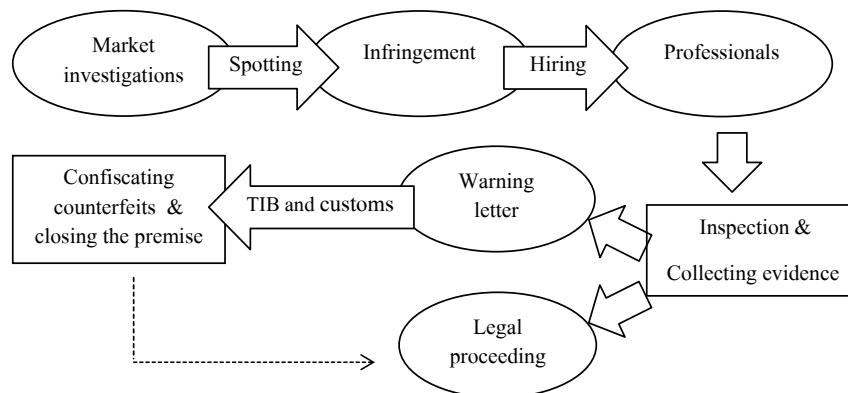 Market
investigations
Spotting
Infringement
Hiring
Professionals
Confiscating
counterfeits &
closing the premise
TIB and customs
Warning
letter
Inspection &
Collecting evidence
Legal
proceeding